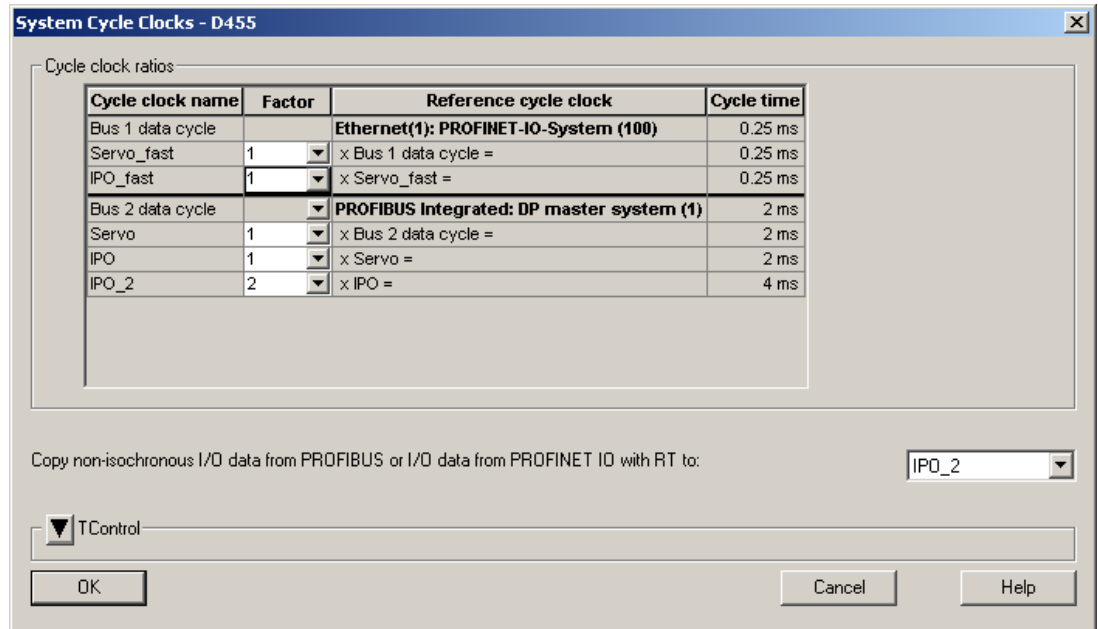 System Cycle Clocks - D455
Cycle clock ratios
Cycle clock name Factor Reference cycle clock Cycle time
Bus 1 data cycle Ethernet(1): PROFINET-IO-System (100) 0.25 ms
Servo_fast 1 x Bus 1 data cycle = 0.25 ms
IPO_fast 1 x Servo_fast = 0.25 ms
Bus 2 data cycle PROFIBUS Integrated: DP master system (1) 2 ms
Servo 1 x Bus 2 data cycle = 2 ms
IPO 1 x Servo = 2 ms
IPO_2 2 x IPO = 4 ms
Copy non-isochronous I/O data from PROFIBUS or I/O data from PROFINET IO with RT to: IPO_2
TControl
OK Cancel Help